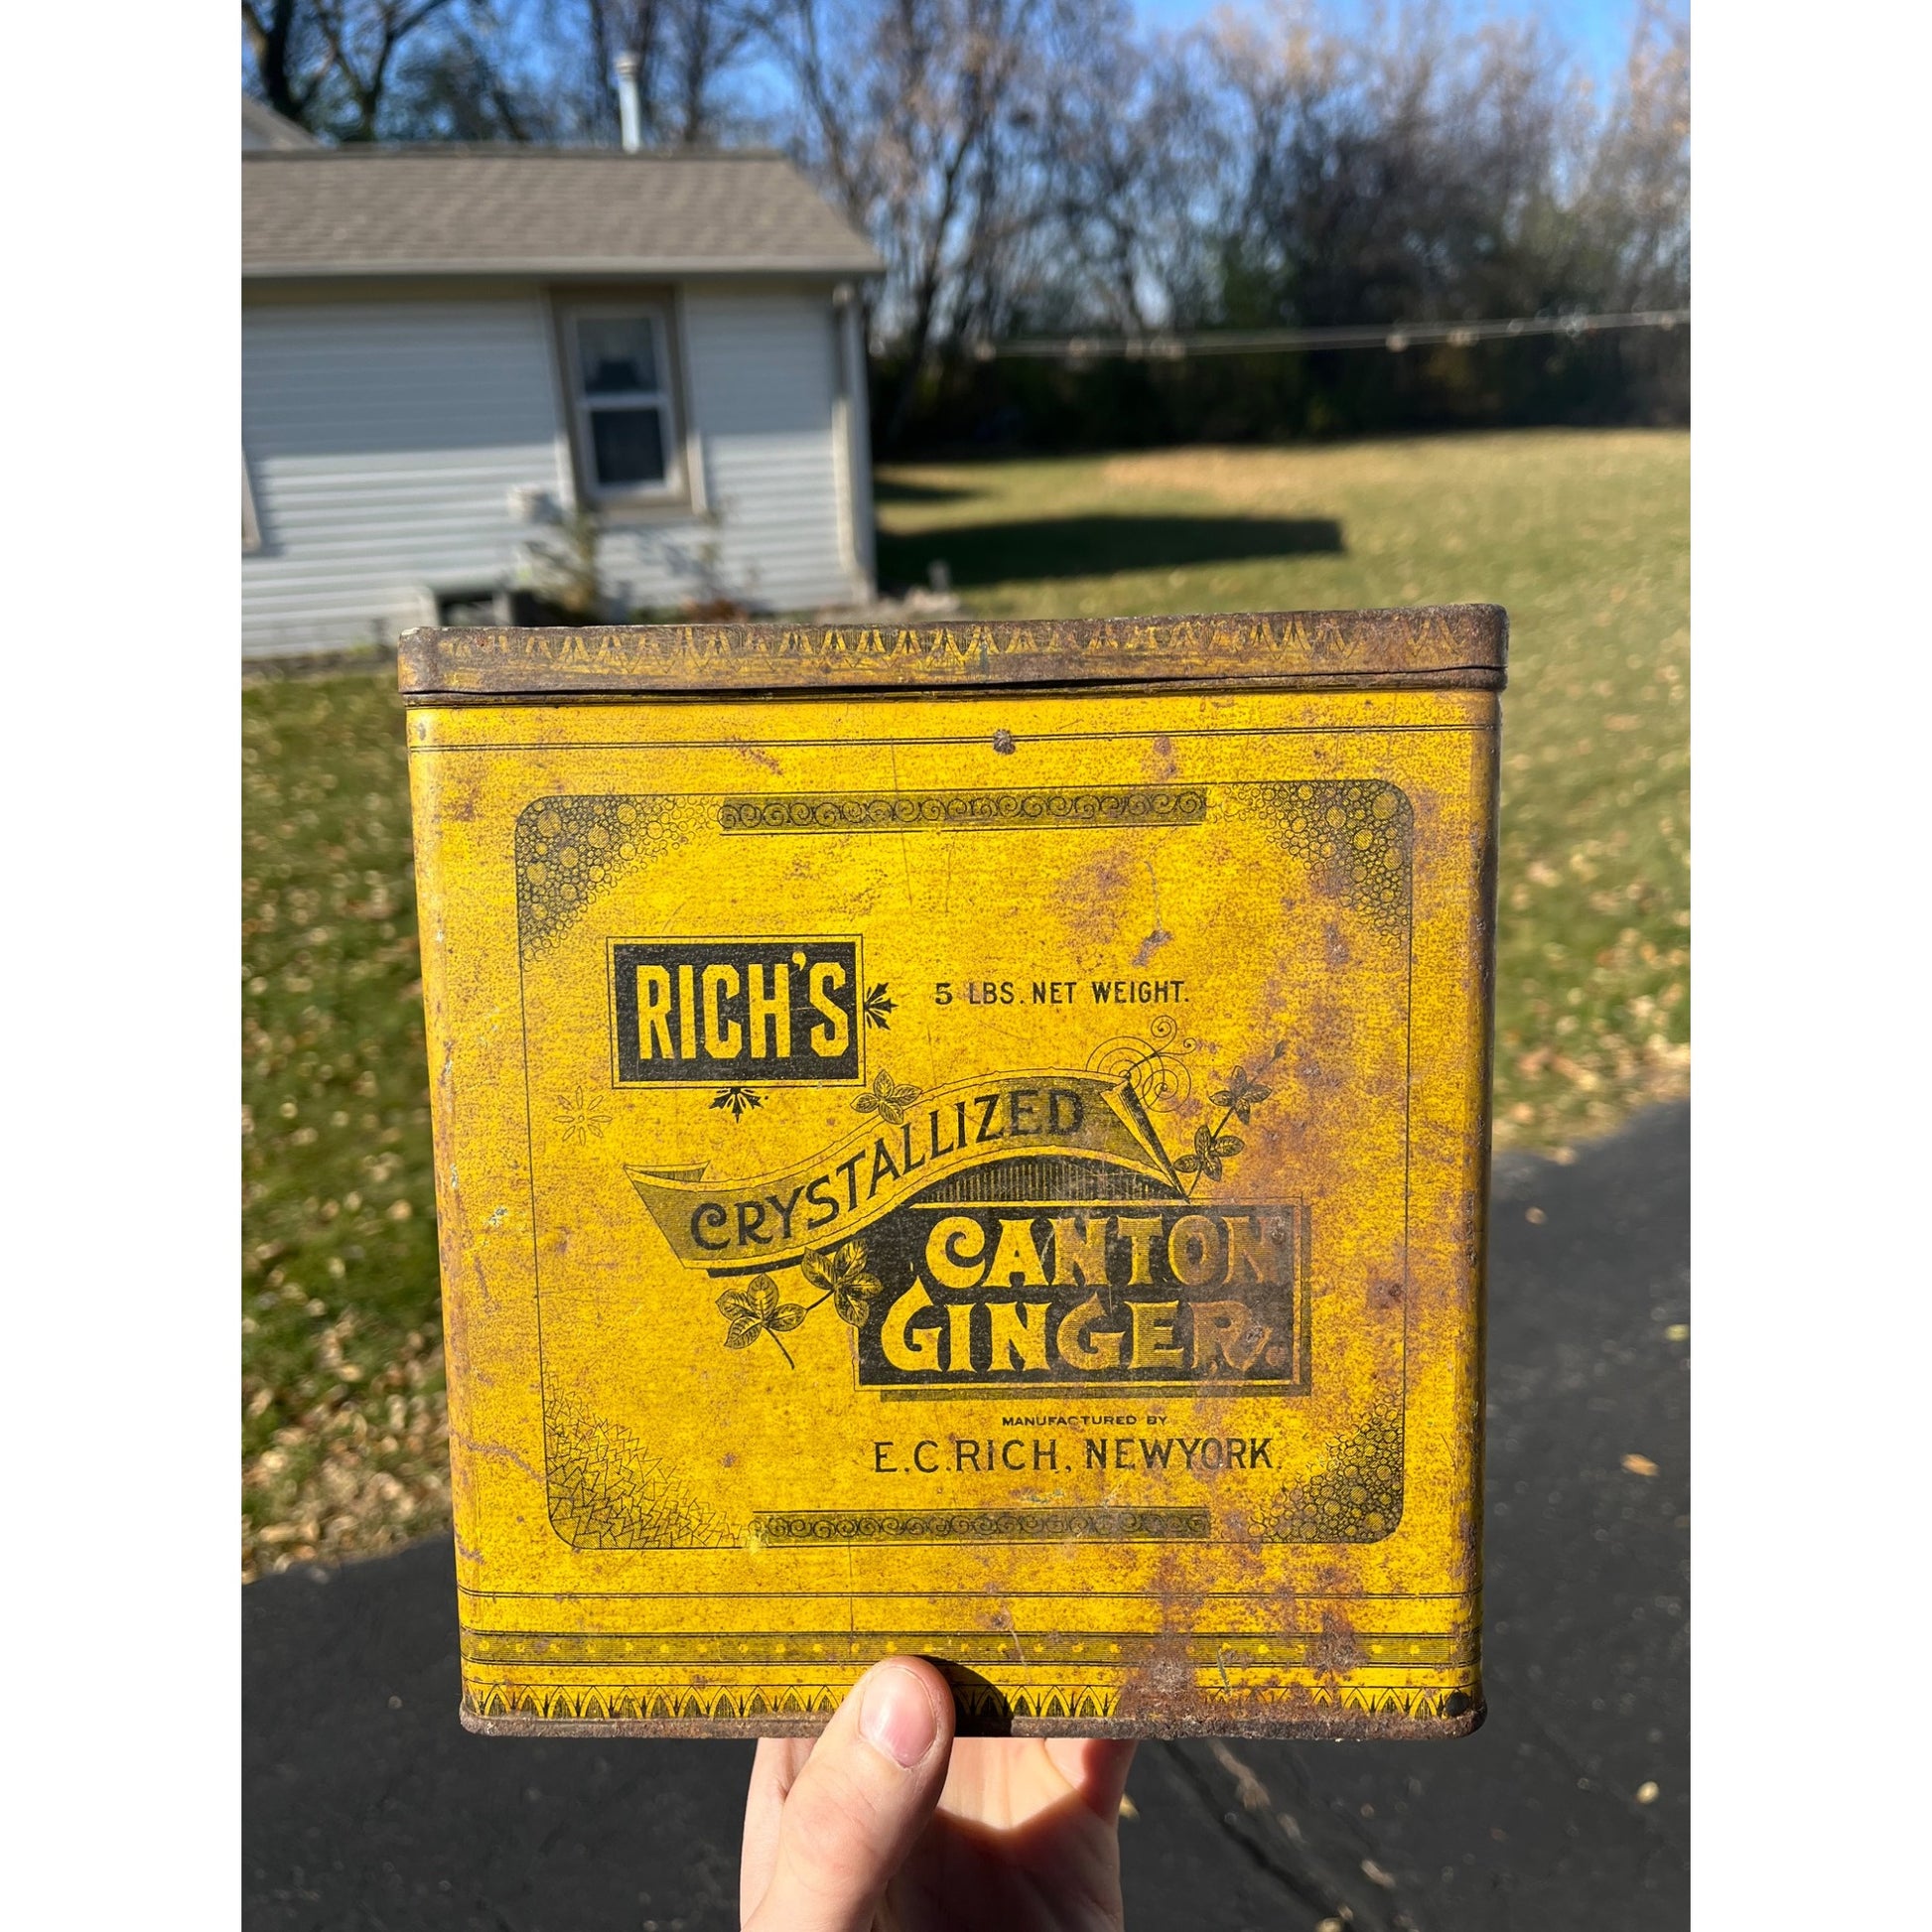 RICH'S
5 LBS. NET WEIGHT.
CRYSTALLIZED
CANTON
GINGER.
MANUFACTURED BY
E.C.RICH, NEWYORK.